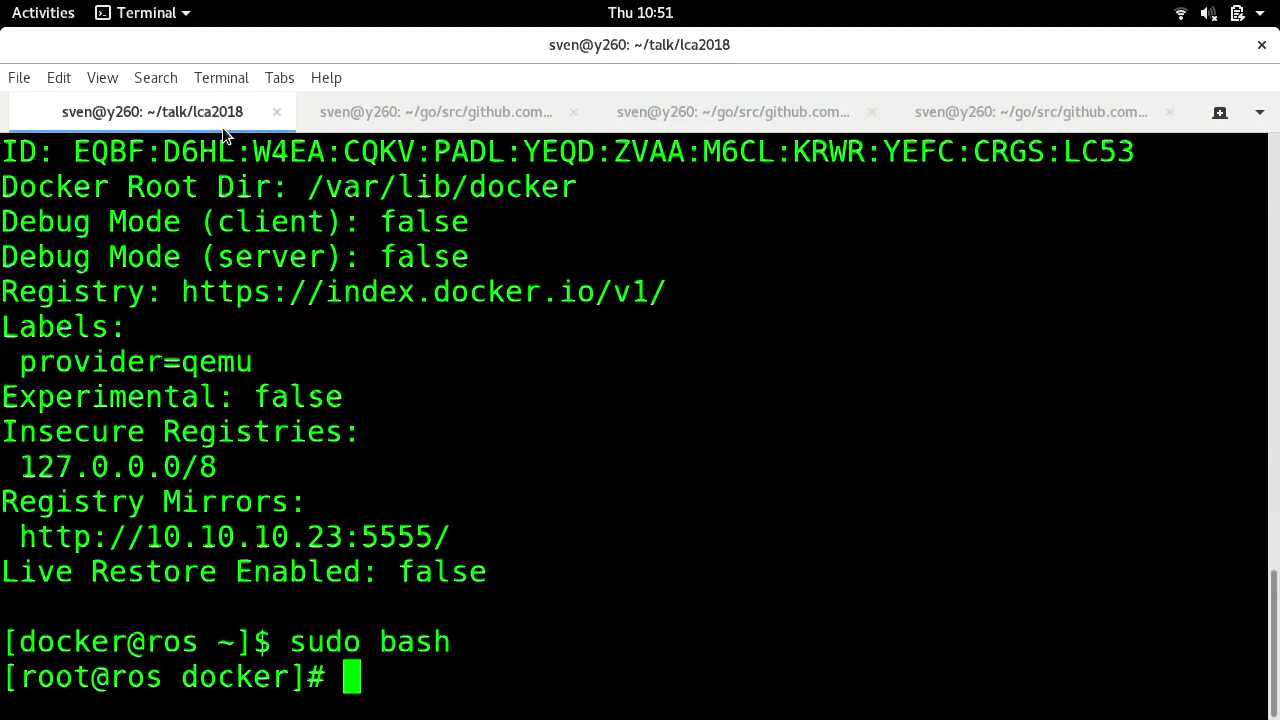 Activities Terminal Thu 10:51
sven@y260: ~/talk/lca2018
File Edit View Search Terminal Tabs Help
sven@y260: ~/talk/lca2018 sven@y260: ~/go/src/github.com... sven@y260: ~/go/src/github.com... sven@y260: ~/go/src/github.com...
ID: EQBF:D6HL:W4EA:CQKV:PADL:YEQD:ZVAA:M6CL:KRWR:YEFC:CRGS:LC53
Docker Root Dir: /var/lib/docker
Debug Mode (client): false
Debug Mode (server): false
Registry: https://index.docker.io/v1/
Labels:
 provider=qemu
Experimental: false
Insecure Registries:
 127.0.0.0/8
Registry Mirrors:
 http://10.10.10.23:5555/
Live Restore Enabled: false
[docker@ros ~]$ sudo bash
[root@ros docker]#